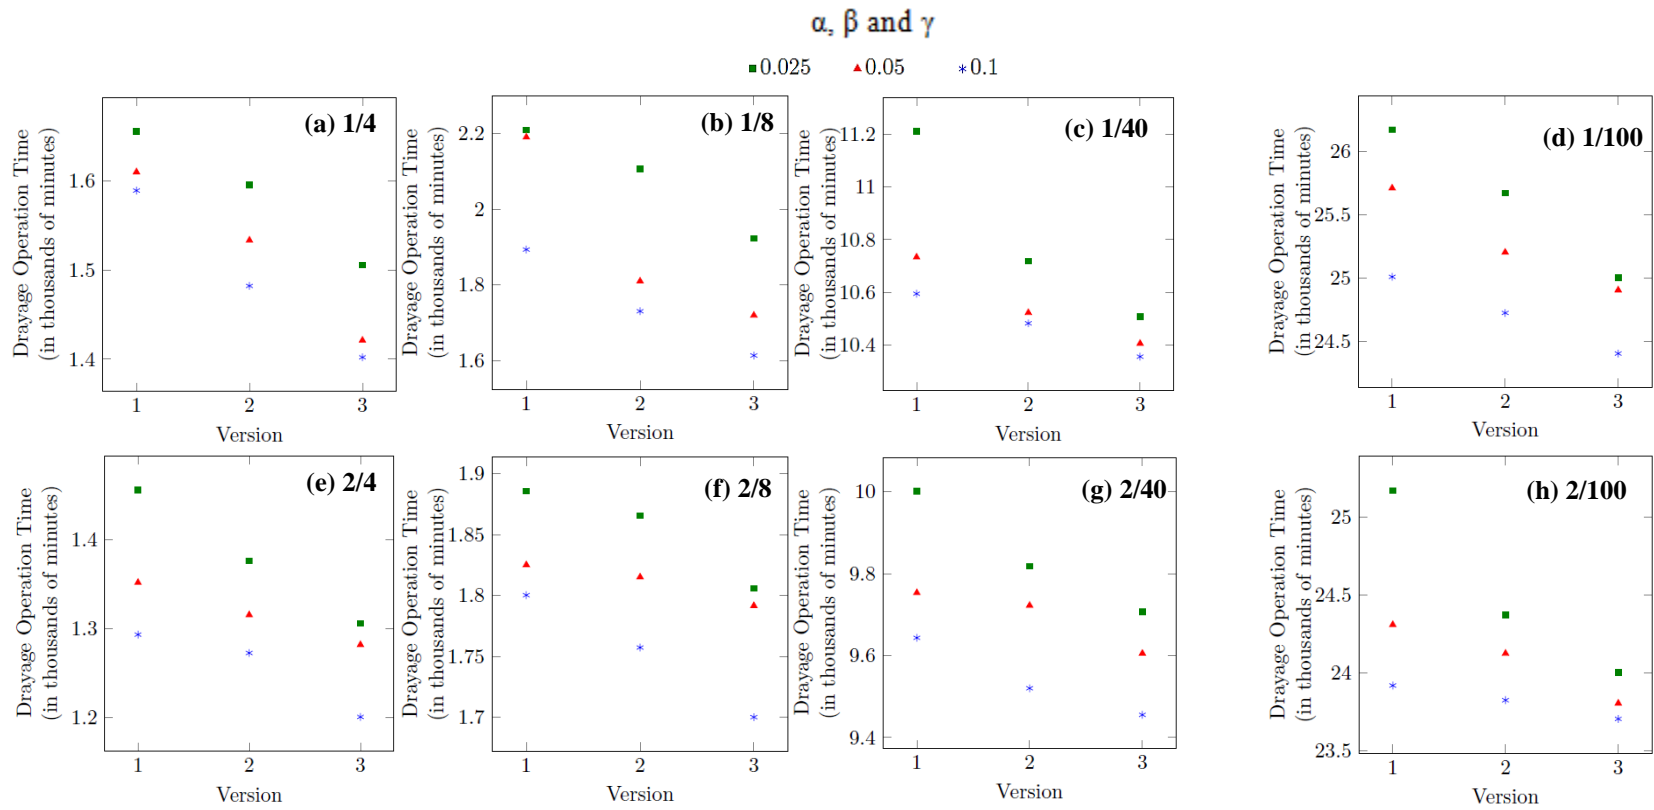 α, β and γ
0.025 0.05 0.1
(a) 1/4
Drayage Operation Time
(in thousands of minutes)
1.6
1.5
1.4
1 2 3
Version
(b) 1/8
Drayage Operation Time
(in thousands of minutes)
2.2
2
1.8
1.6
1 2 3
Version
(c) 1/40
Drayage Operation Time
(in thousands of minutes)
11.2
11
10.8
10.6
10.4
1 2 3
Version
(d) 1/100
Drayage Operation Time
(in thousands of minutes)
26
25.5
25
24.5
1 2 3
Version
(e) 2/4
Drayage Operation Time
(in thousands of minutes)
1.4
1.3
1.2
1 2 3
Version
(f) 2/8
Drayage Operation Time
(in thousands of minutes)
1.9
1.85
1.8
1.75
1.7
1 2 3
Version
(g) 2/40
Drayage Operation Time
(in thousands of minutes)
10
9.8
9.6
9.4
1 2 3
Version
(h) 2/100
Drayage Operation Time
(in thousands of minutes)
25
24.5
24
23.5
1 2 3
Version